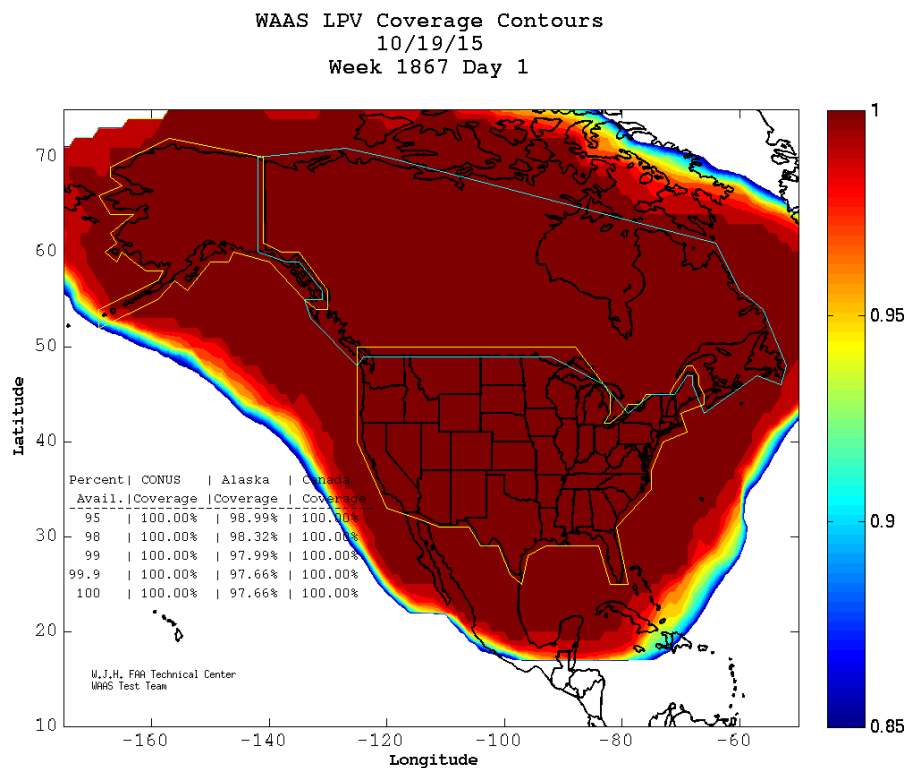 WAAS LPV Coverage Contours
10/19/15
Week 1867 Day 1
70
60
50
40
30
20
10
Latitude
-160
-140
-120
-100
-80
-60
Longitude
1
0.95
0.9
0.85
Percent| CONUS | Alaska | Canada
Avail.|Coverage |Coverage | Coverage
95 | 100.00% | 98.99% | 100.00%
98 | 100.00% | 98.32% | 100.00%
99 | 100.00% | 97.99% | 100.00%
99.9 | 100.00% | 97.66% | 100.00%
100 | 100.00% | 97.66% | 100.00%
W.J.H. FAA Technical Center
WAAS Test Team